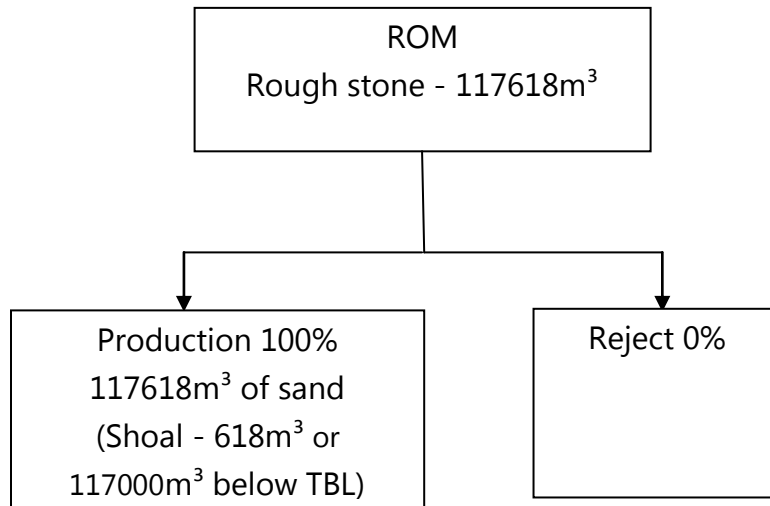 ROM
Rough stone - 117618m³
Production 100%
117618m³ of sand
(Shoal - 618m³ or
117000m³ below TBL)
Reject 0%